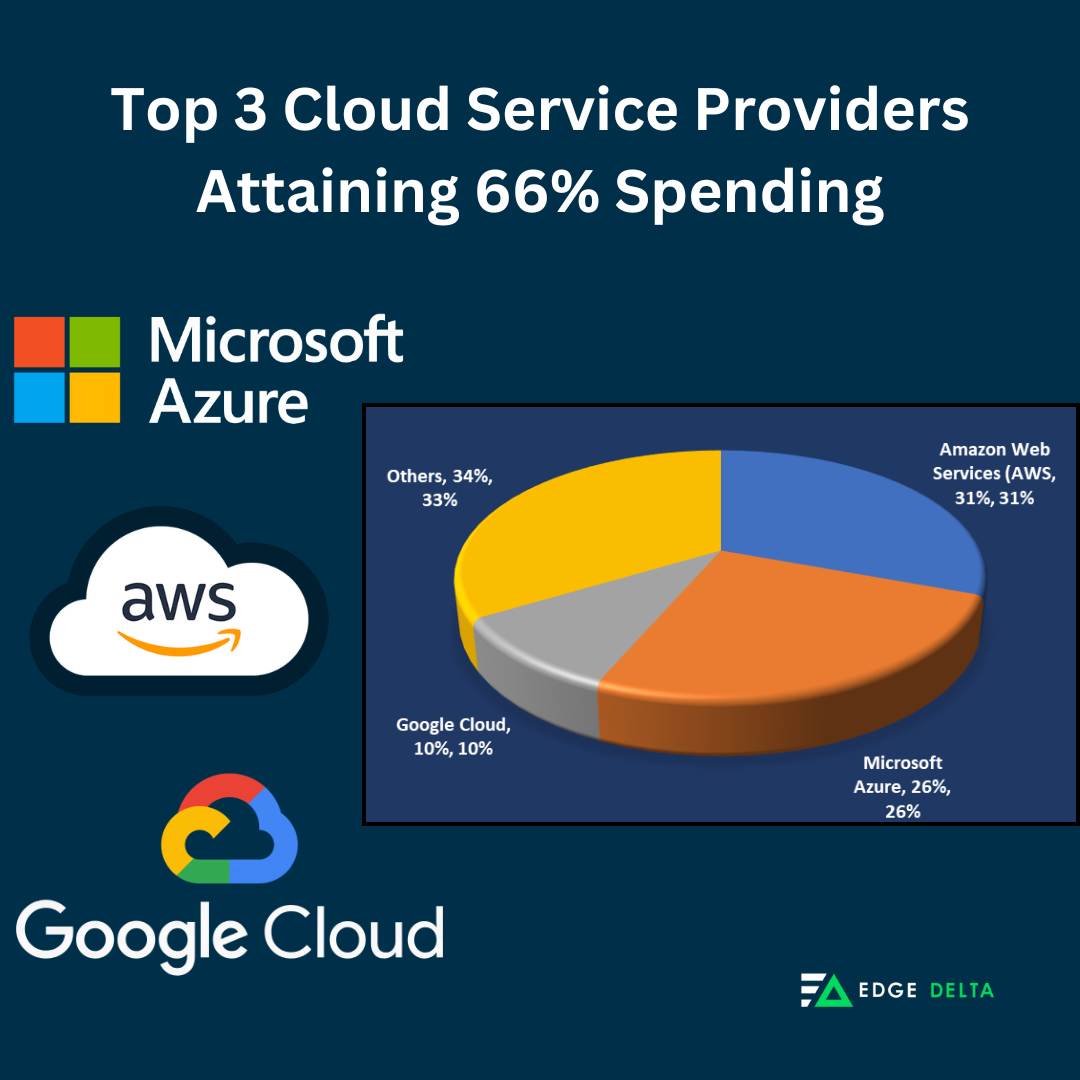 Top 3 Cloud Service Providers
Attaining 66% Spending
Microsoft
Azure
aws
Google Cloud
Others, 34%,
33%
Amazon Web
Services (AWS,
31%, 31%
Google Cloud,
10%, 10%
Microsoft
Azure, 26%,
26%
EDGE DELTA